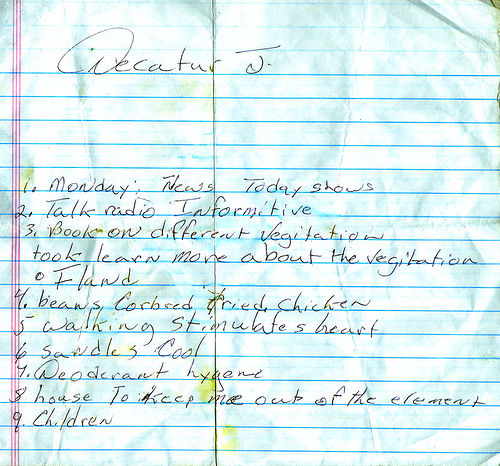 Decatur J.
1. Monday: News Today shows
2. Talk radio Informitive
3. Book on different Vegitation
took learn more about the vegitation
o Fland
4. beans Corbred Fried Chicken
5 walking Stimulates heart
6 Sandles Cool
7. Deoderant hygene
8 house To keep me out of the element
9. Children